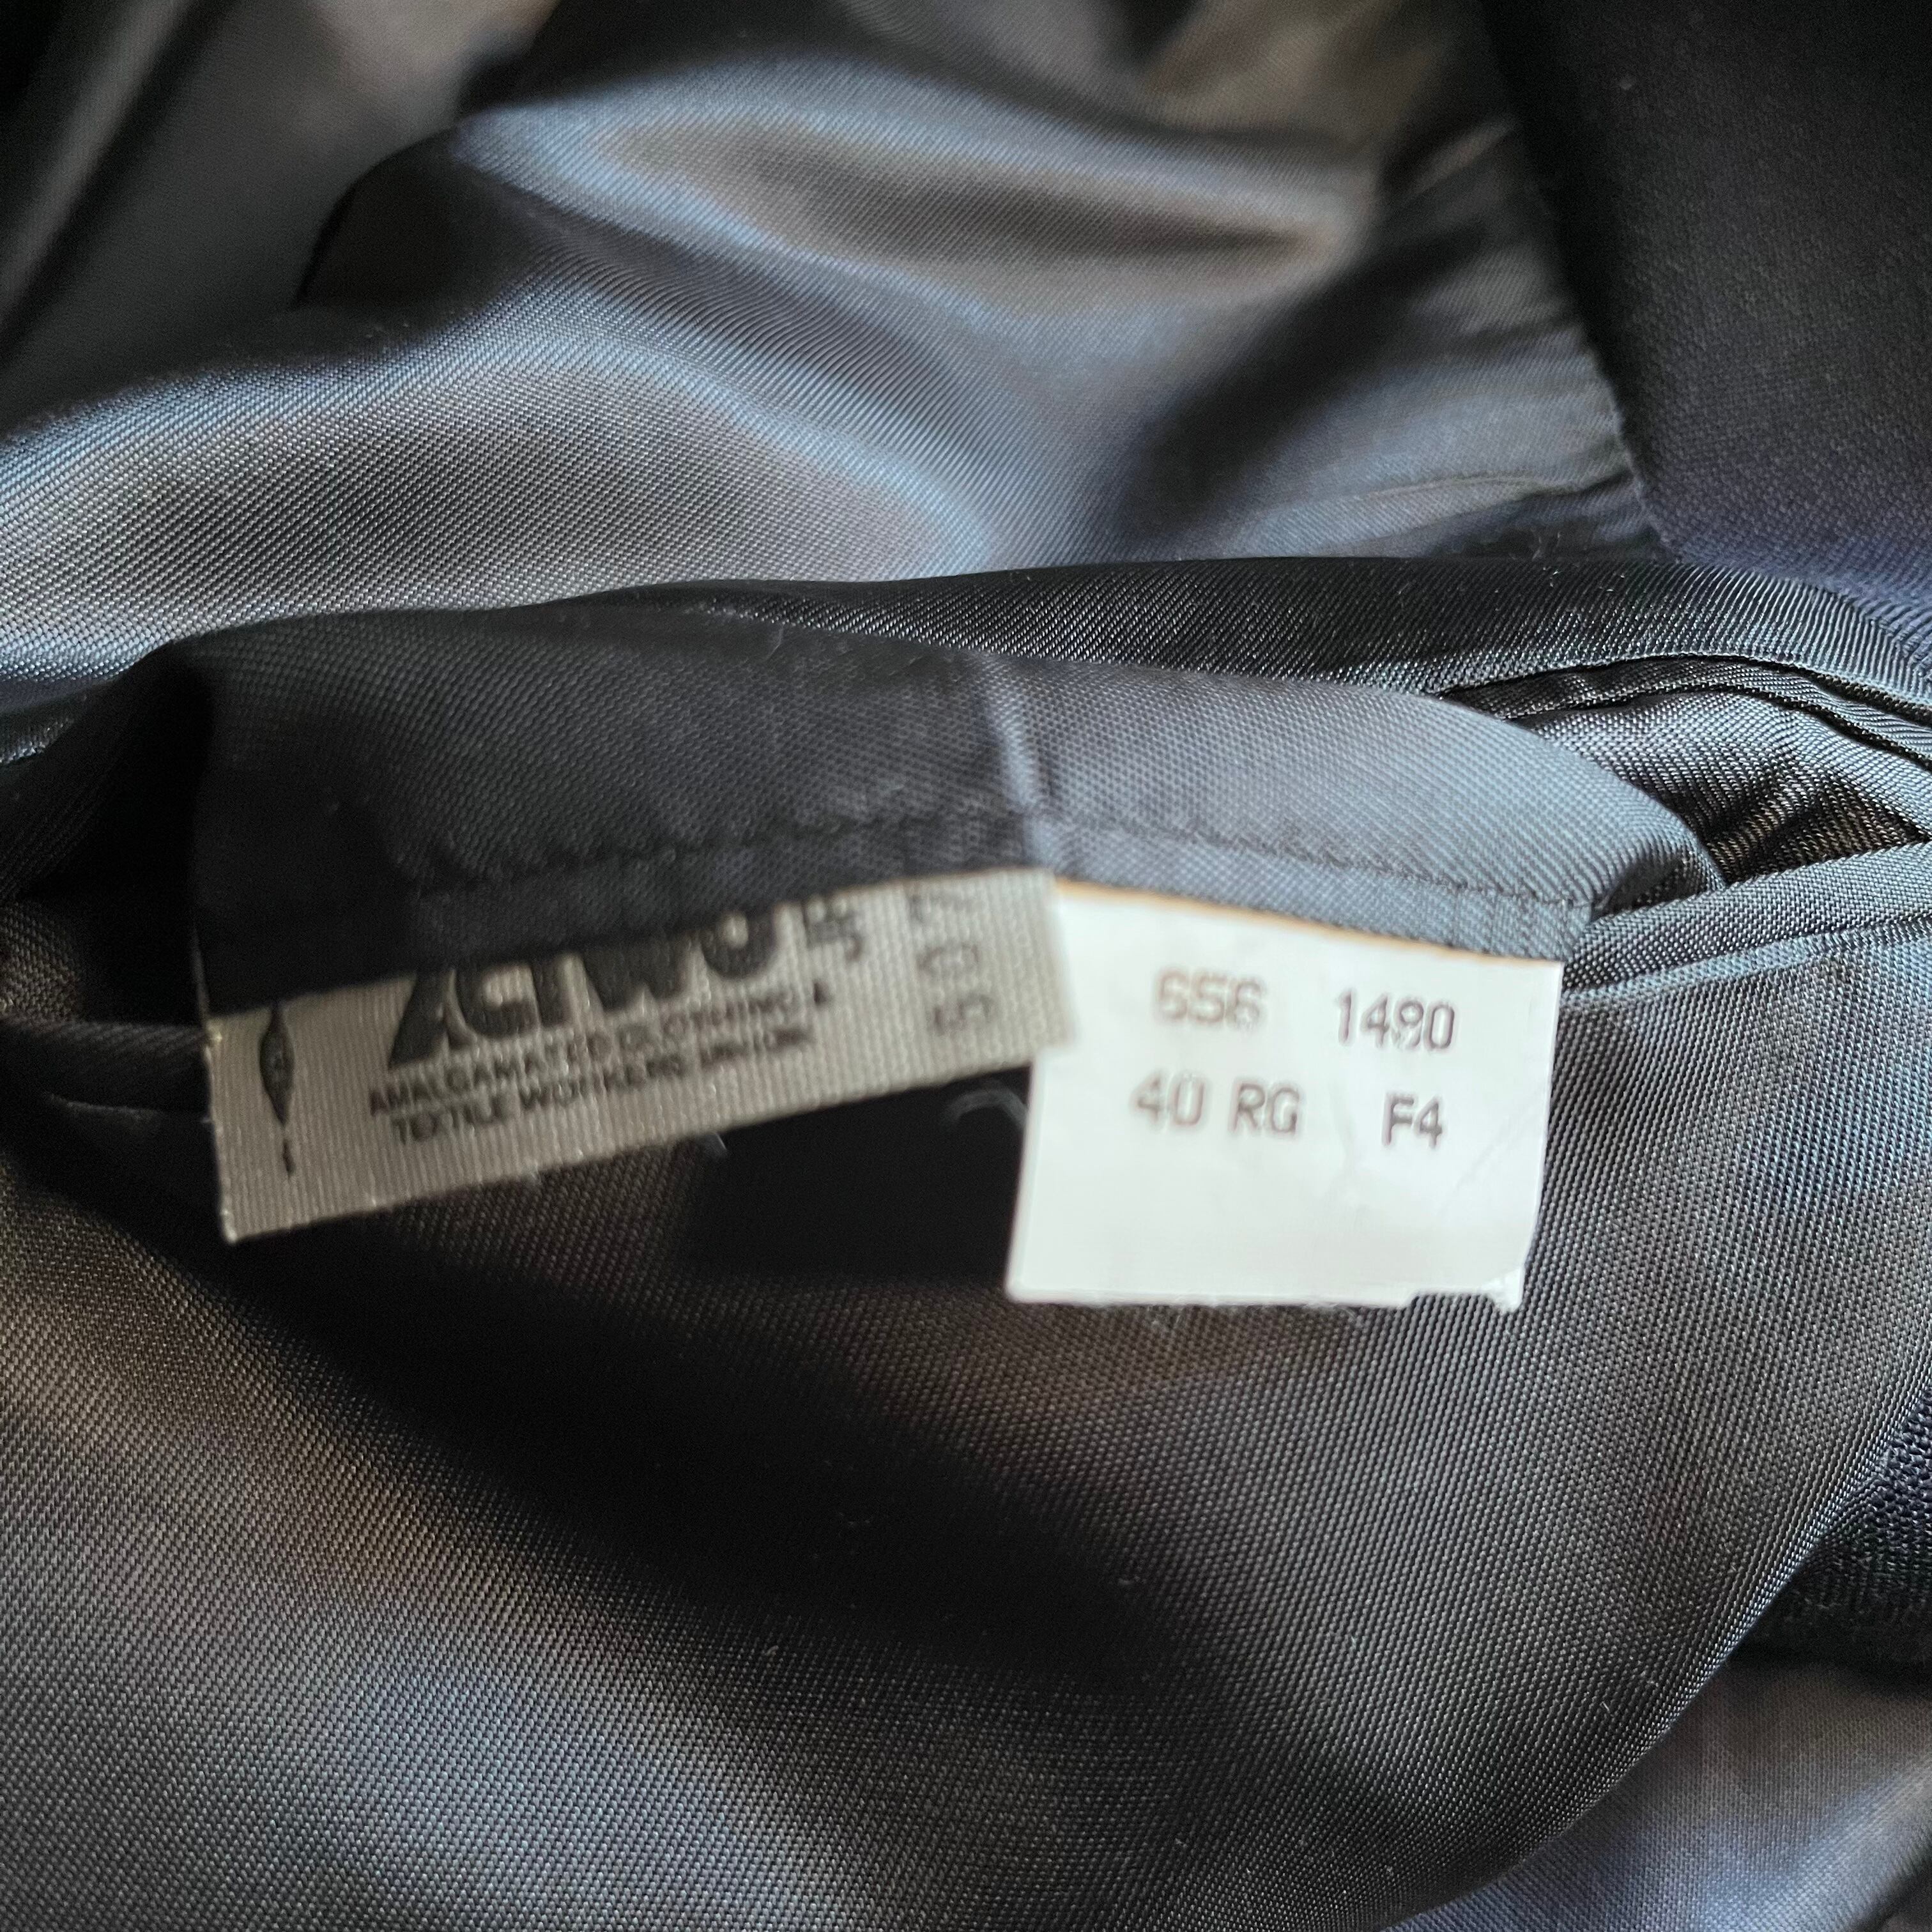 ACTWU
AMALGAMATED CLOTHING &
TEXTILE WORKERS UNION
656 1480
40 RG F4